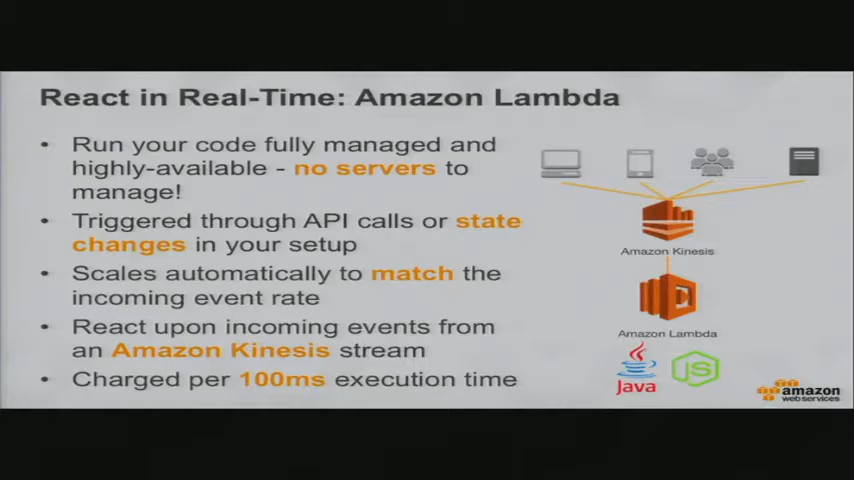 React in Real-Time: Amazon Lambda
• Run your code fully managed and
highly-available - no servers to
manage!
• Triggered through API calls or state
changes in your setup
• Scales automatically to match the
incoming event rate
• React upon incoming events from
an Amazon Kinesis stream
• Charged per 100ms execution time
Amazon Kinesis
Amazon Lambda
Java
JS
amazon
webservices